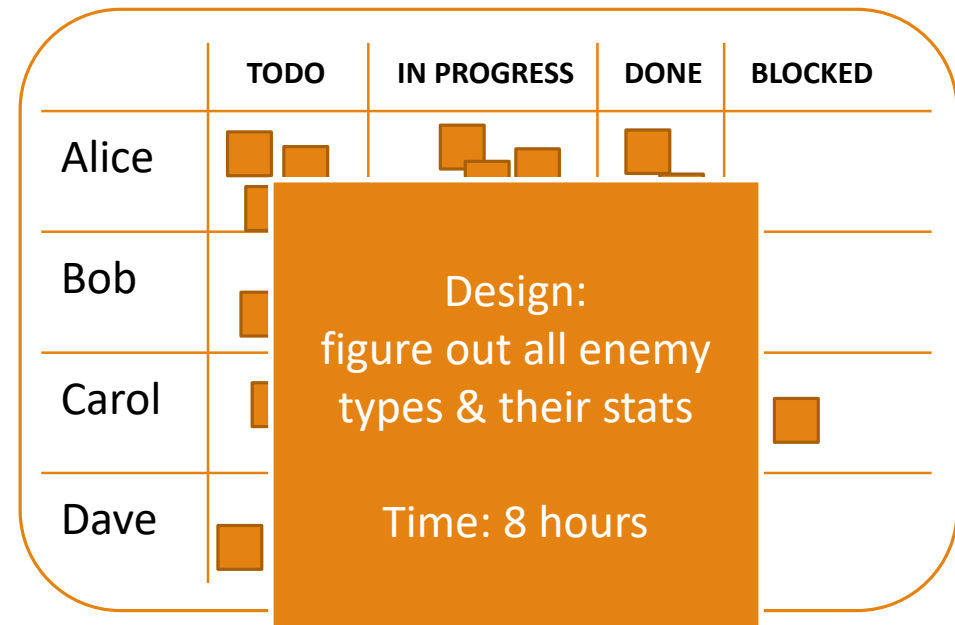 TODO IN PROGRESS DONE BLOCKED
Alice
Bob
Carol
Dave
Design:
figure out all enemy
types & their stats
Time: 8 hours